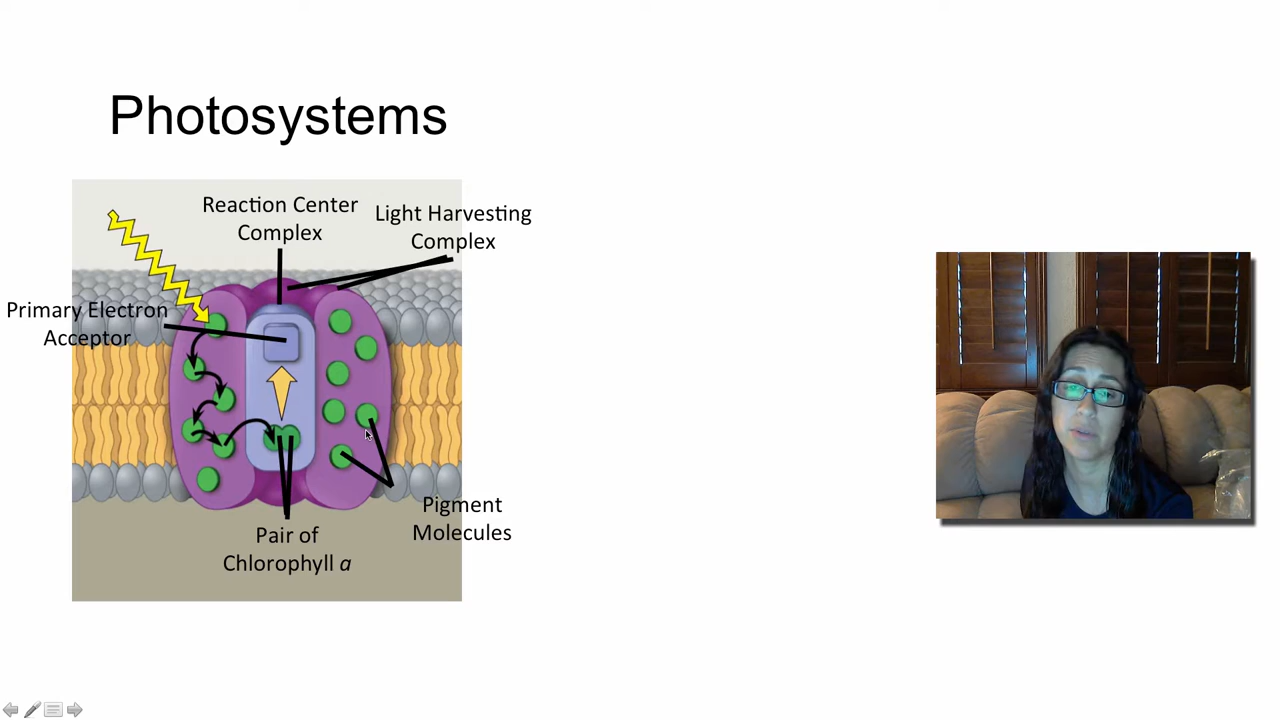 Photosystems
Reaction Center
Complex
Light Harvesting
Complex
Primary Electron
Acceptor
Pigment
Molecules
Pair of
Chlorophyll a